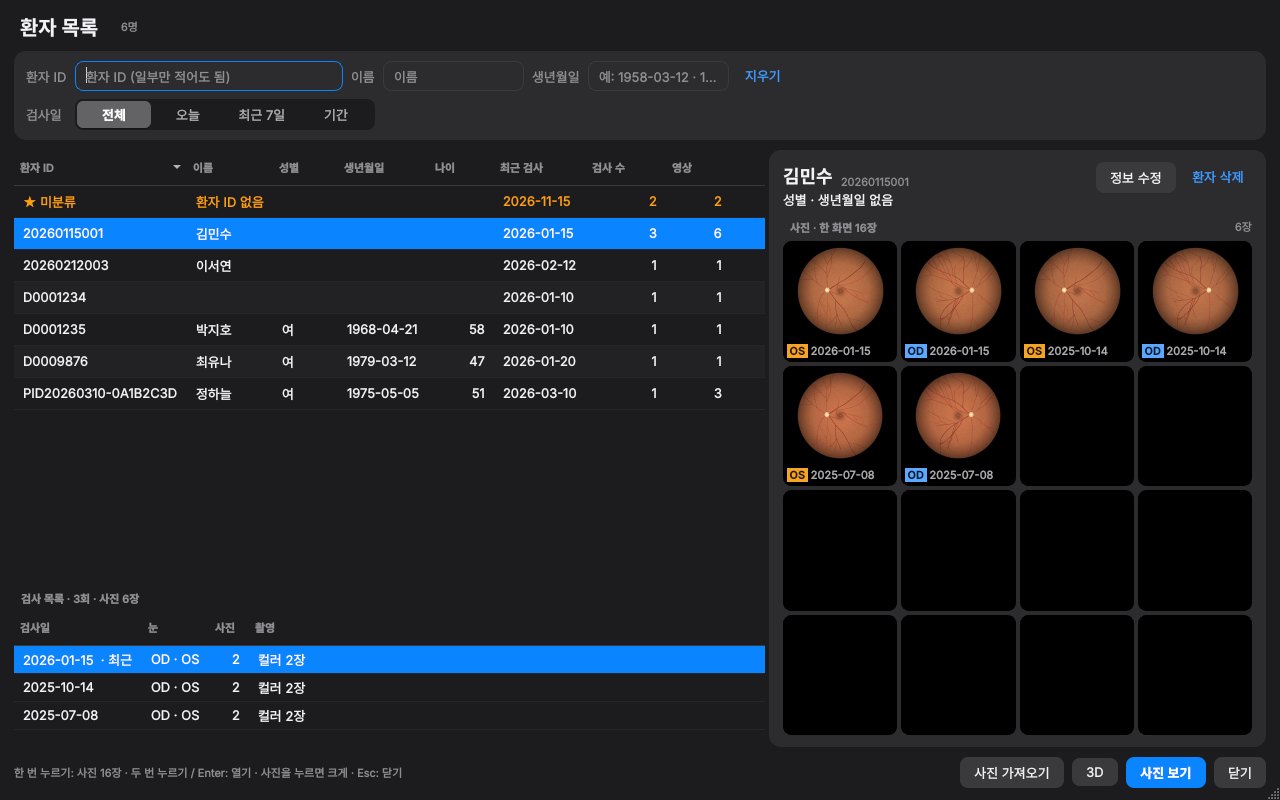 환자 목록 6명
환자 ID 환자 ID (일부만 적어도 됨) 이름 이름 생년월일 예: 1958-03-12 · 1... 지우기
검사일 전체 오늘 최근 7일 기간
환자 ID 이름 성별 생년월일 나이 최근 검사 검사 수 영상
★ 미분류 환자 ID 없음 2026-11-15 2 2
20260115001 김민수 2026-01-15 3 6
20260212003 이서연 2026-02-12 1 1
D0001234 2026-01-10 1 1
D0001235 박지호 여 1968-04-21 58 2026-01-10 1 1
D0009876 최유나 여 1979-03-12 47 2026-01-20 1 1
PID20260310-0A1B2C3D 정하늘 여 1975-05-05 51 2026-03-10 1 3
검사 목록 · 3회 · 사진 6장
검사일 눈 사진 촬영
2026-01-15 · 최근 OD · OS 2 컬러 2장
2025-10-14 OD · OS 2 컬러 2장
2025-07-08 OD · OS 2 컬러 2장
김민수 20260115001 정보 수정 환자 삭제
성별 · 생년월일 없음
사진 · 한 화면 16장 6장
OS 2026-01-15 OD 2026-01-15 OS 2025-10-14 OD 2025-10-14
OS 2025-07-08 OD 2025-07-08
한 번 누르기: 사진 16장 · 두 번 누르기 / Enter: 열기 · 사진을 누르면 크게 · Esc: 닫기
사진 가져오기 3D 사진 보기 닫기